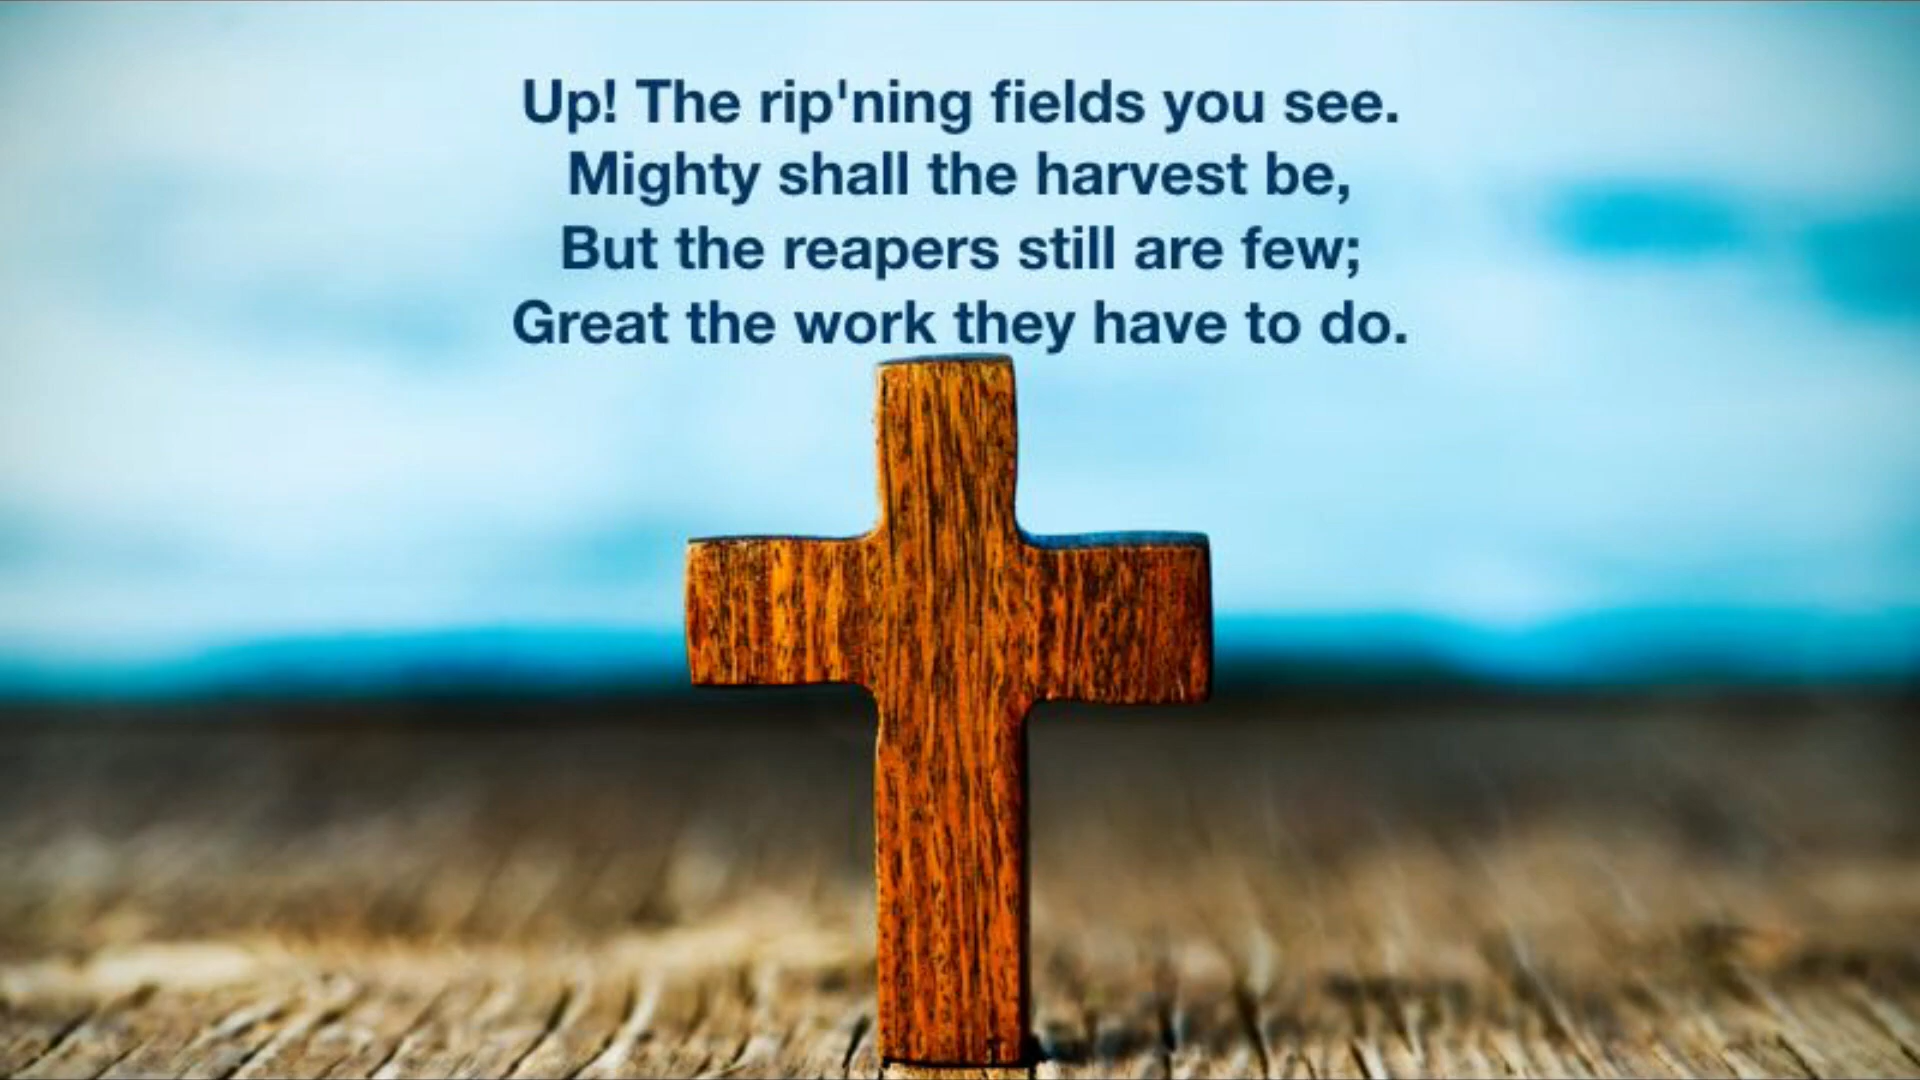 Up! The rip'ning fields you see.
Mighty shall the harvest be,
But the reapers still are few;
Great the work they have to do.